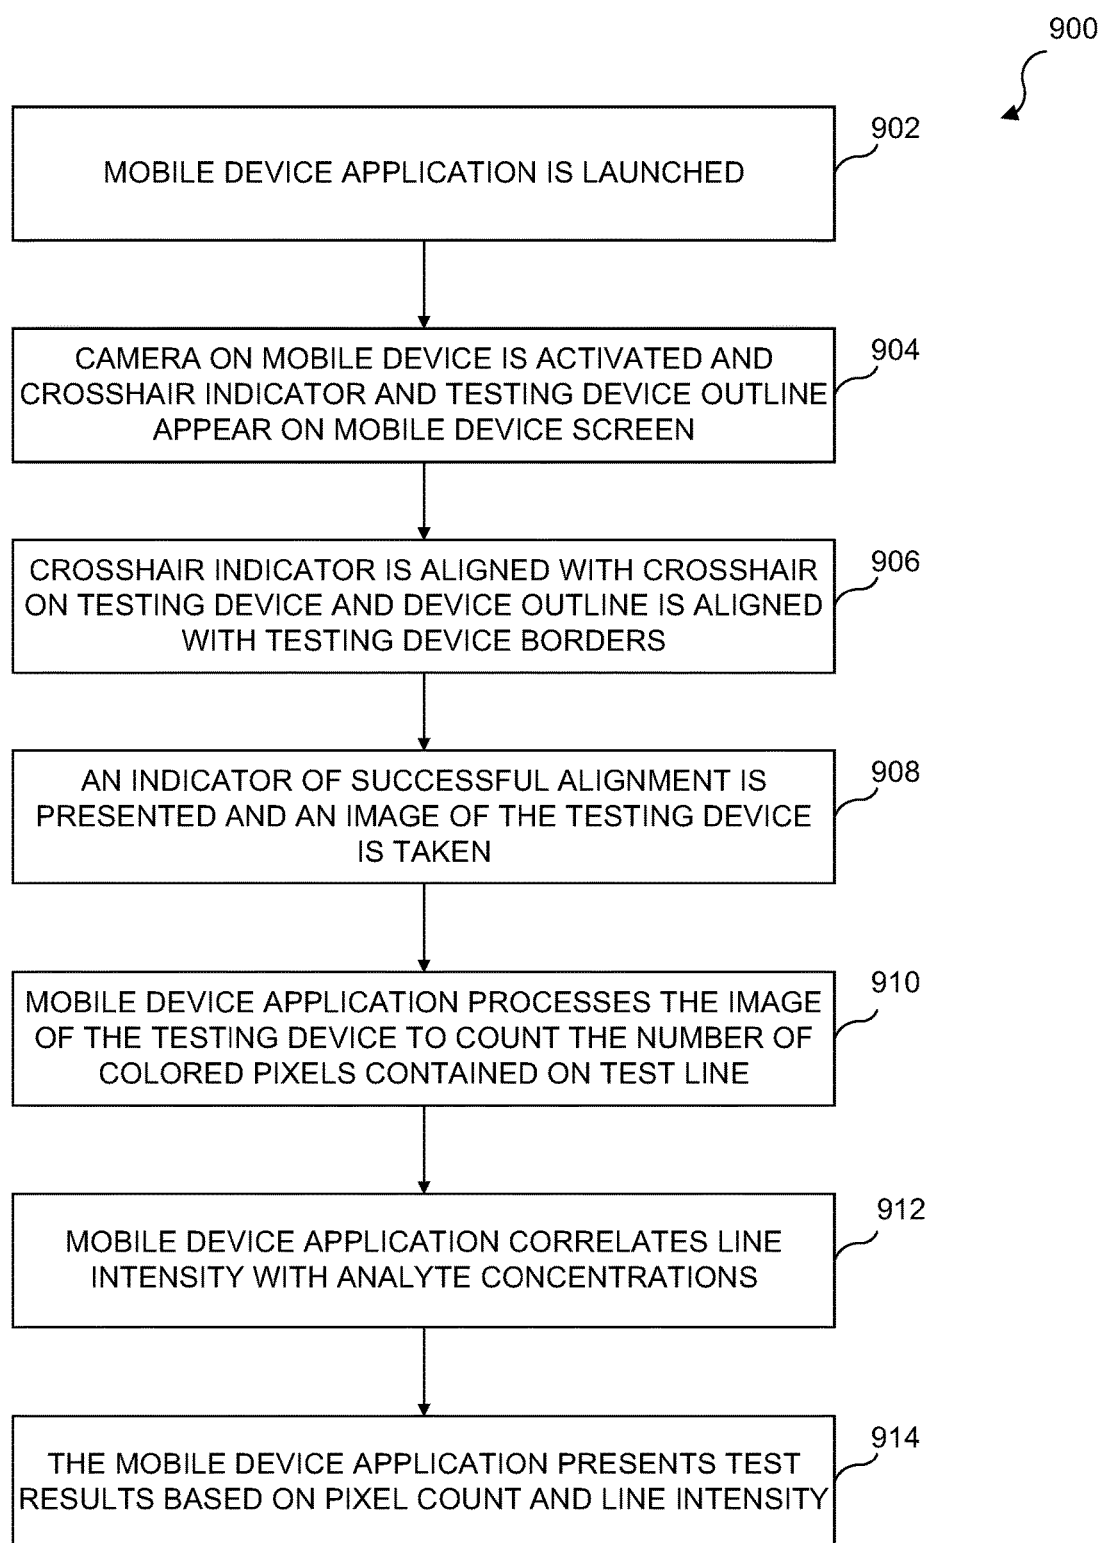 900
902
MOBILE DEVICE APPLICATION IS LAUNCHED
904
CAMERA ON MOBILE DEVICE IS ACTIVATED AND
CROSSHAIR INDICATOR AND TESTING DEVICE OUTLINE
APPEAR ON MOBILE DEVICE SCREEN
906
CROSSHAIR INDICATOR IS ALIGNED WITH CROSSHAIR
ON TESTING DEVICE AND DEVICE OUTLINE IS ALIGNED
WITH TESTING DEVICE BORDERS
908
AN INDICATOR OF SUCCESSFUL ALIGNMENT IS
PRESENTED AND AN IMAGE OF THE TESTING DEVICE
IS TAKEN
910
MOBILE DEVICE APPLICATION PROCESSES THE IMAGE
OF THE TESTING DEVICE TO COUNT THE NUMBER OF
COLORED PIXELS CONTAINED ON TEST LINE
912
MOBILE DEVICE APPLICATION CORRELATES LINE
INTENSITY WITH ANALYTE CONCENTRATIONS
914
THE MOBILE DEVICE APPLICATION PRESENTS TEST
RESULTS BASED ON PIXEL COUNT AND LINE INTENSITY